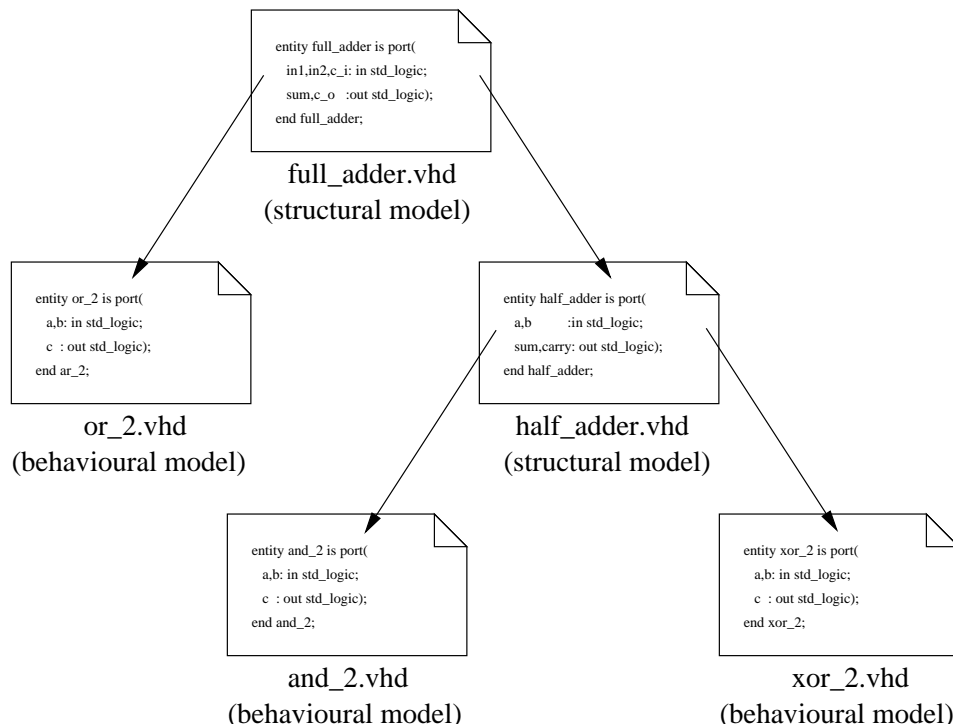 entity full_adder is port(
in1,in2,c_i: in std_logic;
sum,c_o :out std_logic);
end full_adder;
full_adder.vhd
(structural model)
entity or_2 is port(
a,b: in std_logic;
c : out std_logic);
end ar_2;
or_2.vhd
(behavioural model)
entity half_adder is port(
a,b :in std_logic;
sum,carry: out std_logic);
end half_adder;
half_adder.vhd
(structural model)
entity and_2 is port(
a,b: in std_logic;
c : out std_logic);
end and_2;
and_2.vhd
(behavioural model)
entity xor_2 is port(
a,b: in std_logic;
c : out std_logic);
end xor_2;
xor_2.vhd
(behavioural model)